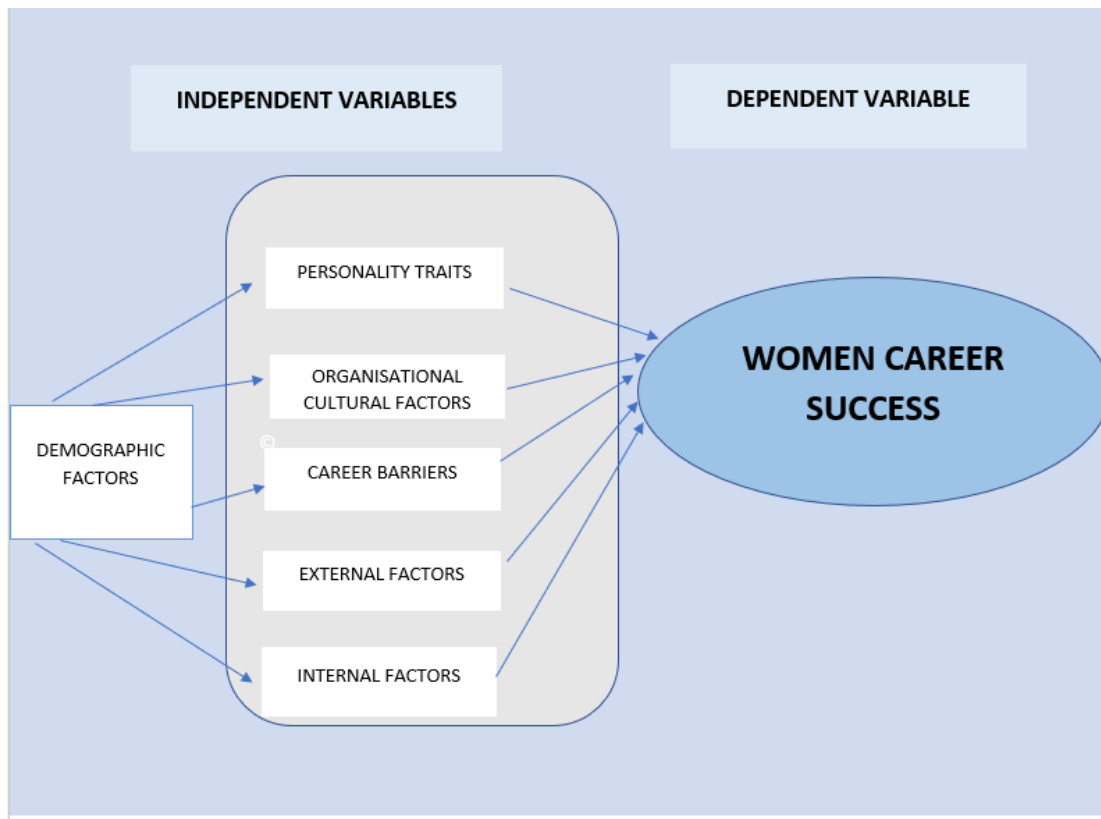 INDEPENDENT VARIABLES
DEPENDENT VARIABLE
PERSONALITY TRAITS
ORGANISATIONAL
CULTURAL FACTORS
©
CAREER BARRIERS
EXTERNAL FACTORS
INTERNAL FACTORS
DEMOGRAPHIC
FACTORS
WOMEN CAREER
SUCCESS